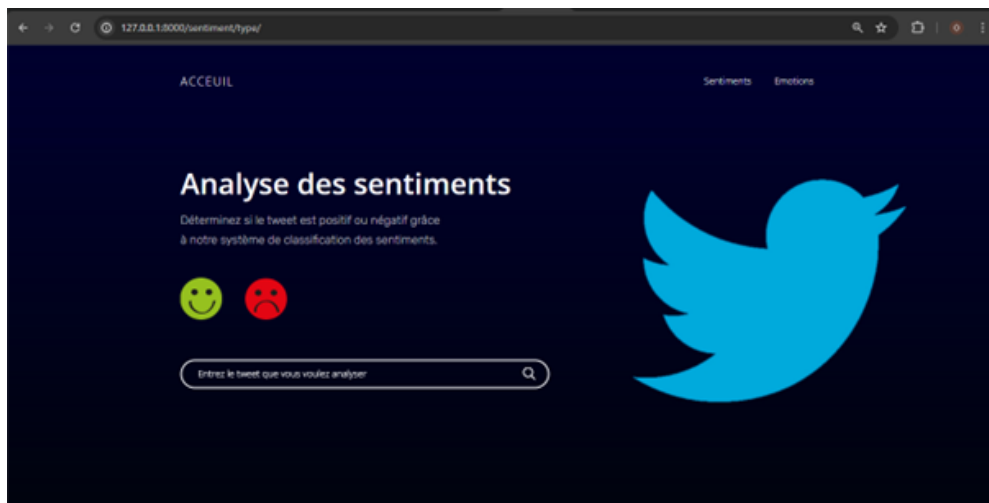 127.0.0.1:8000/sentiment/type/
ACCEUIL
Sentiments
Emotions
Analyse des sentiments
Déterminez si le tweet est positif ou négatif grâce
à notre système de classification des sentiments.
Entrez le tweet que vous voulez analyser